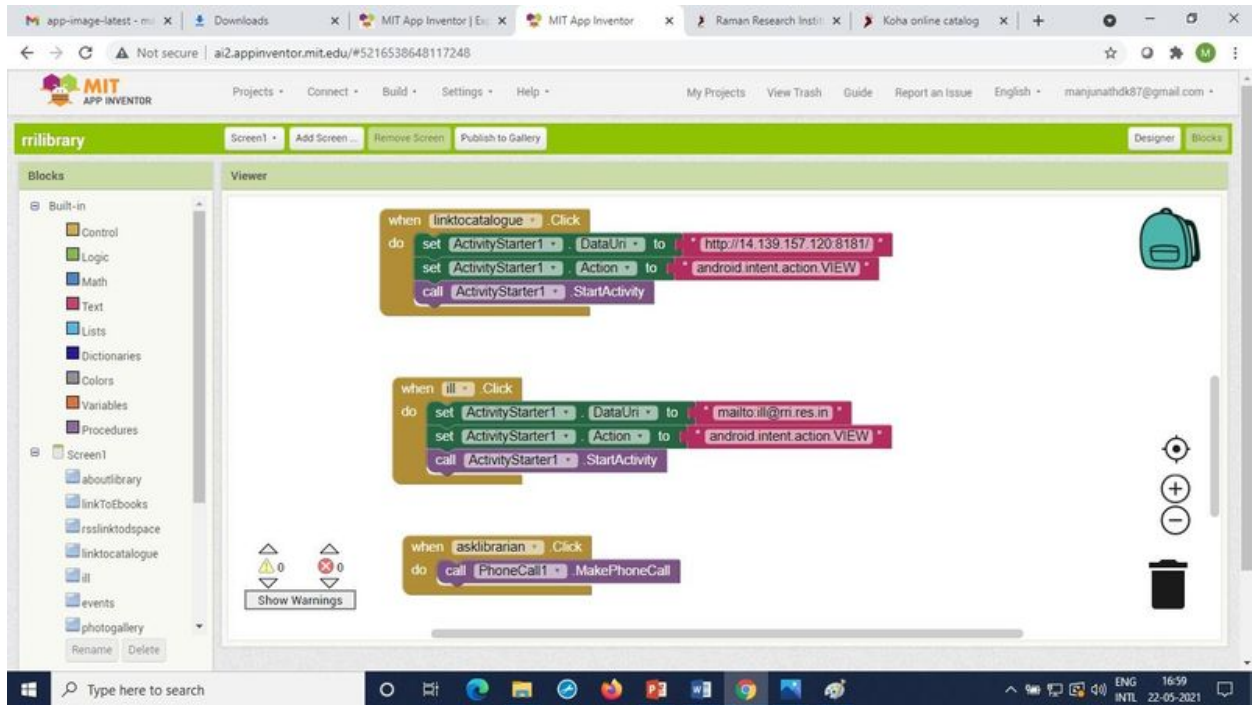 app-image-latest - m
Downloads
MIT App Inventor | Ex
MIT App Inventor
Raman Research Instit
Koha online catalog
Not secure | ai2.appinventor.mit.edu/#5216538648117248
M
MIT
APP INVENTOR
Projects
Connect
Build
Settings
Help
My Projects
View Trash
Guide
Report an Issue
English
manjunathdk87@gmail.com
rrilibrary
Screen1
Add Screen ...
Remove Screen
Publish to Gallery
Designer
Blocks
Blocks
Viewer
Built-in
Control
Logic
Math
Text
Lists
Dictionaries
Colors
Variables
Procedures
Screen1
aboutlibrary
linkToEbooks
rsslinktodspace
linktocatalogue
ill
events
photogallery
Rename Delete
when linktocatalogue .Click
do set ActivityStarter1 . DataUri to " http://14.139.157.120:8181/ "
set ActivityStarter1 . Action to " android.intent.action.VIEW "
call ActivityStarter1 .StartActivity
when ill .Click
do set ActivityStarter1 . DataUri to " mailto:ill@rri.res.in "
set ActivityStarter1 . Action to " android.intent.action.VIEW "
call ActivityStarter1 .StartActivity
when asklibrarian .Click
do call PhoneCall1 .MakePhoneCall
0 0
Show Warnings
Type here to search
ENG
INTL
16:59
22-05-2021